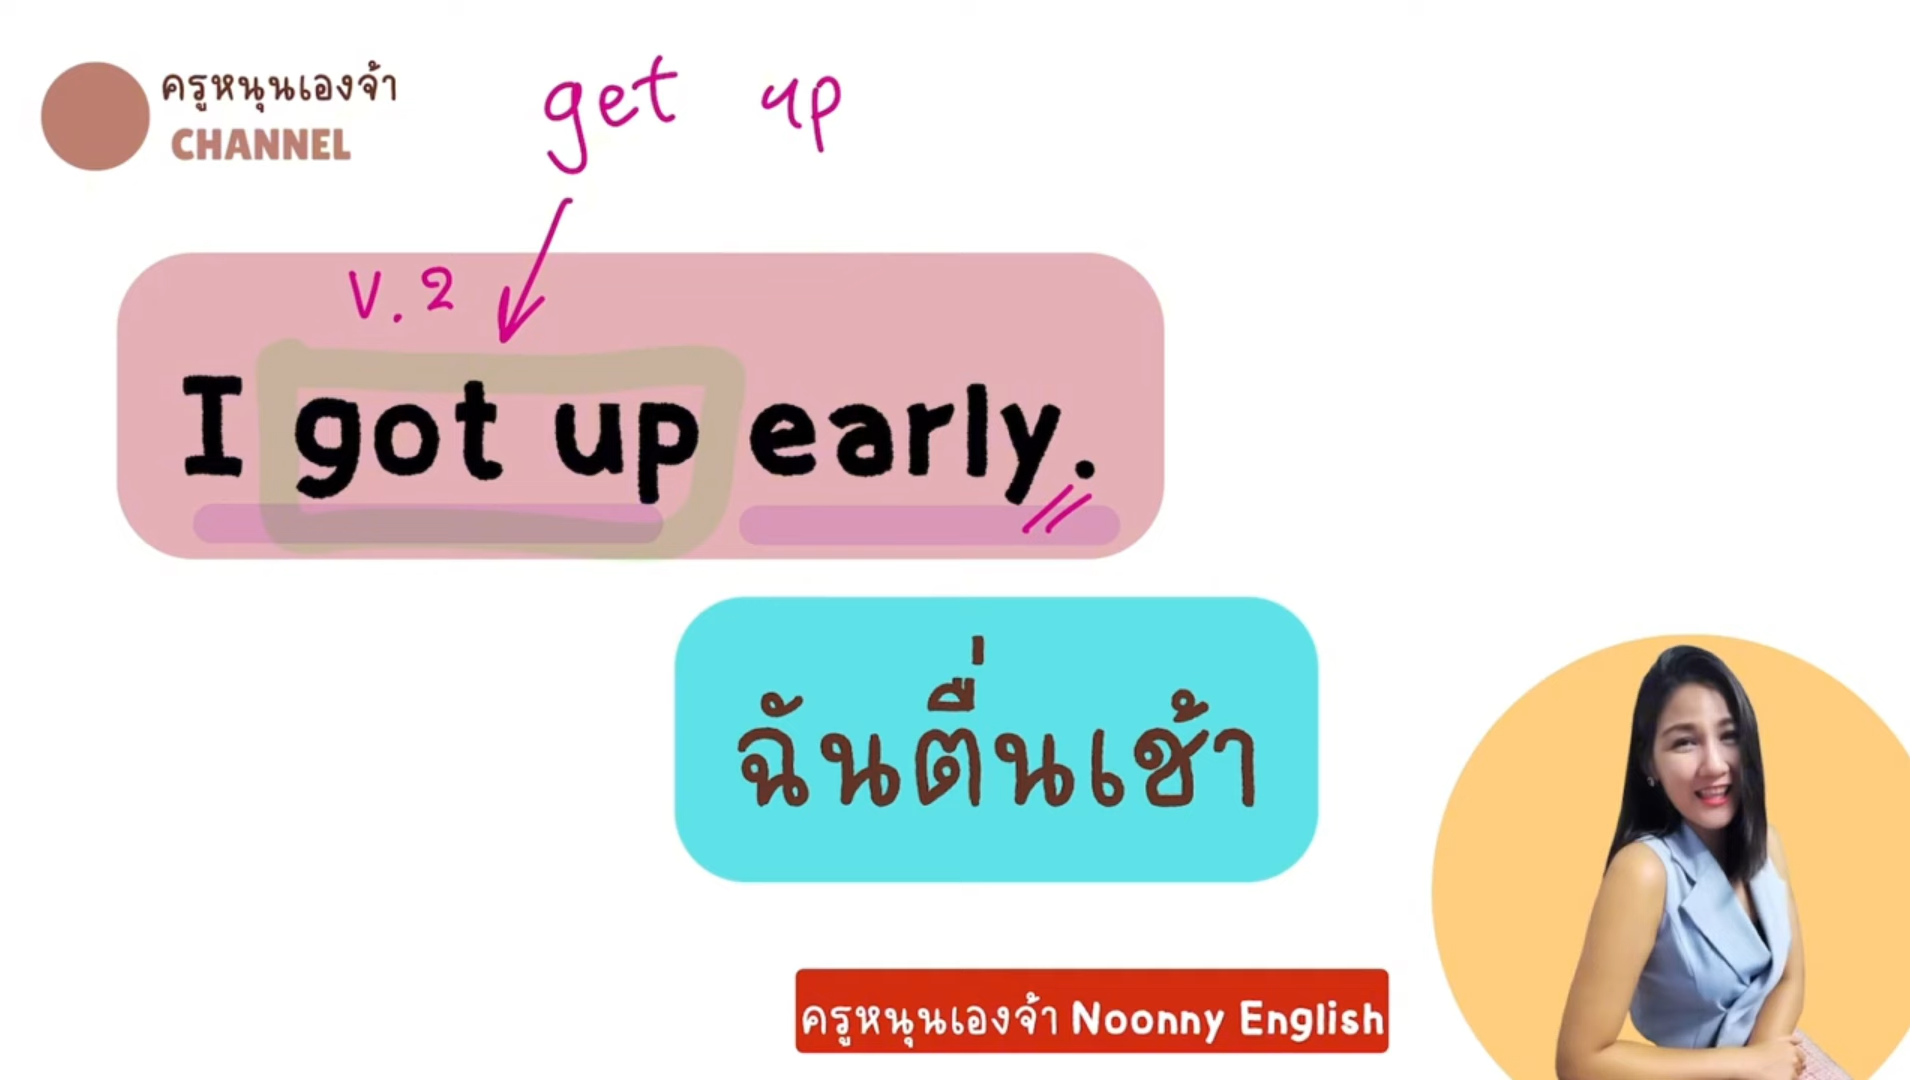 ครูหนุนเองจ้า
CHANNEL
get up
V.2
I got up early.
ฉันตื่นเช้า
ครูหนุนเองจ้า Noonny English